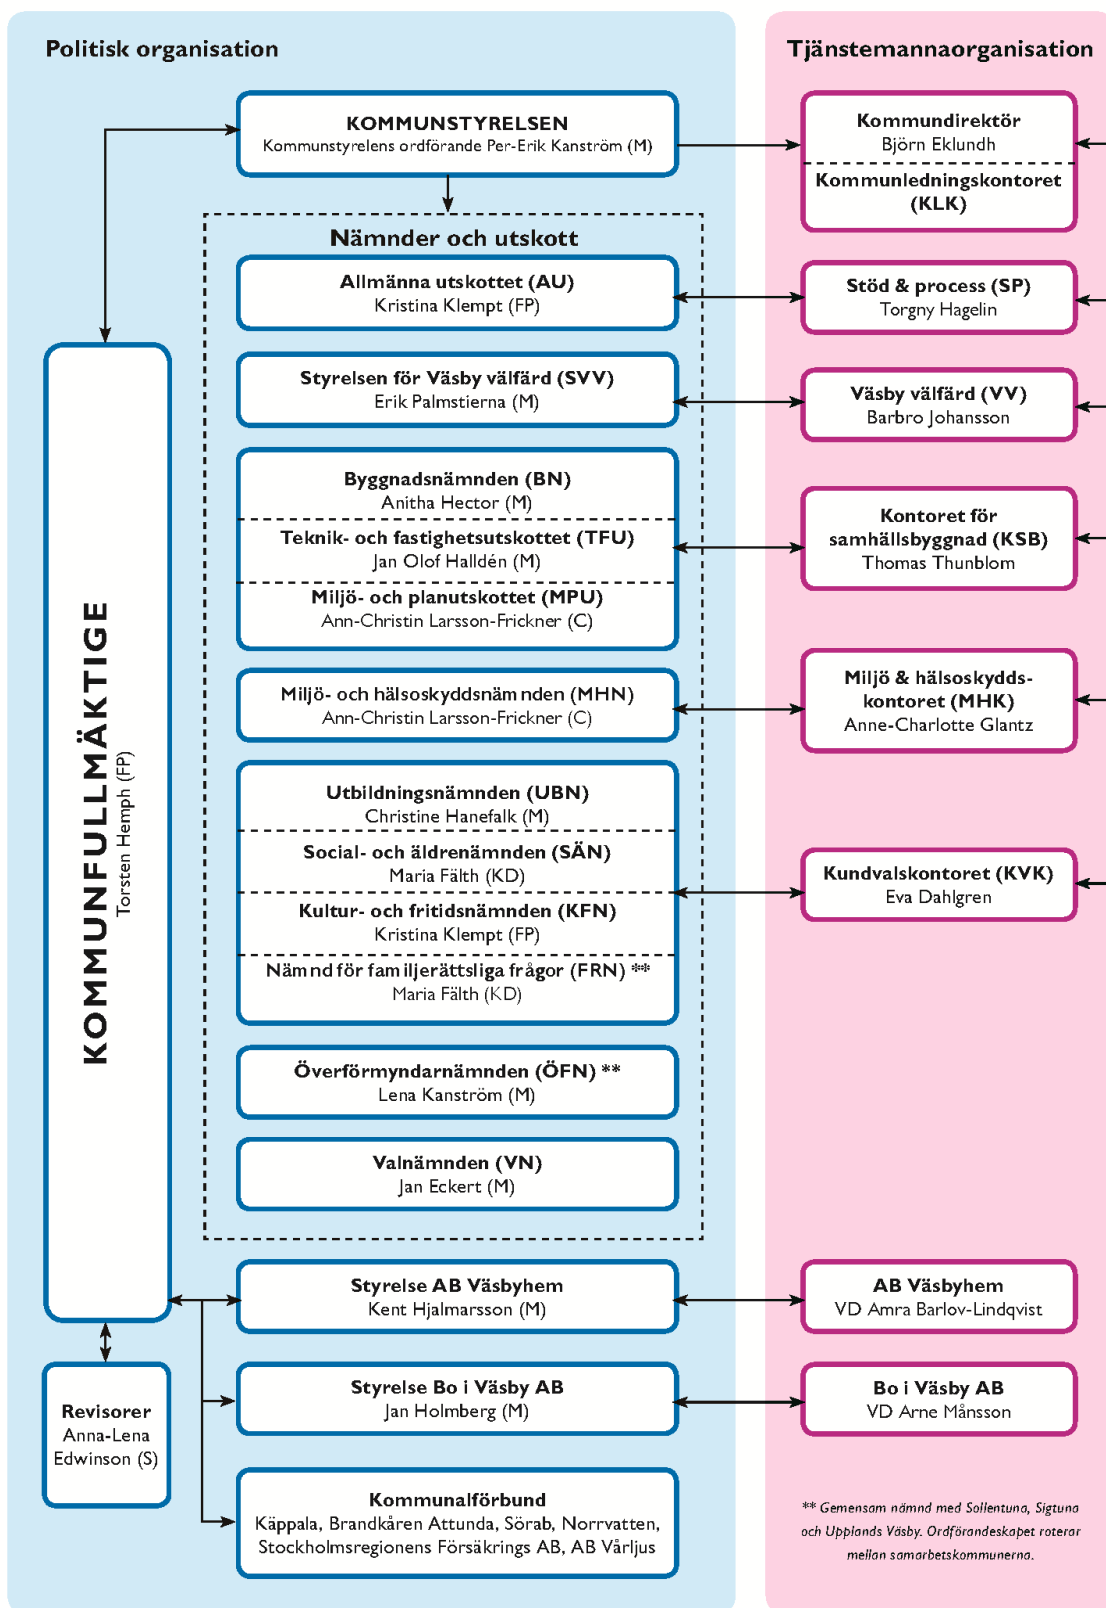 Politisk organisation
KOMMUNSTYRELSEN
Kommunstyrelens ordförande Per-Erik Kanström (M)
Nämnder och utskott
Allmänna utskottet (AU)
Kristina Klempt (FP)
Styrelsen för Väsby välfärd (SVV)
Erik Palmstierna (M)
Byggnadsnämnden (BN)
Anitha Hector (M)
Teknik- och fastighetsutskottet (TFU)
Jan Olof Halldén (M)
Miljö- och planutskottet (MPU)
Ann-Christin Larsson-Frickner (C)
Miljö- och hälsoskyddsnämnden (MHN)
Ann-Christin Larsson-Frickner (C)
Utbildningsnämnden (UBN)
Christine Hanefalk (M)
Social- och äldrenämnden (SÄN)
Maria Fälth (KD)
Kultur- och fritidsnämnden (KFN)
Kristina Klempt (FP)
Nämnd för familjerättsliga frågor (FRN) **
Maria Fälth (KD)
Överförmyndarnämnden (ÖFN) **
Lena Kanström (M)
Valnämnden (VN)
Jan Eckert (M)
KOMMUNFULLMÄKTIGE
Torsten Hemph (FP)
Revisorer
Anna-Lena
Edwinson (S)
Styrelse AB Väsbyhem
Kent Hjalmarsson (M)
Styrelse Bo i Väsby AB
Jan Holmberg (M)
Kommunalförbund
Käppala, Brandkåren Attunda, Sörab, Norrvatten,
Stockholmsregionens Försäkrings AB, AB Vårljus
Tjänstemannaorganisation
Kommundirektör
Björn Eklundh
Kommunledningskontoret
(KLK)
Stöd & process (SP)
Torgny Hagelin
Väsby välfärd (VV)
Barbro Johansson
Kontoret för
samhällsbyggnad (KSB)
Thomas Thunblom
Miljö & hälsoskydds-
kontoret (MHK)
Anne-Charlotte Glantz
Kundvalskontoret (KVK)
Eva Dahlgren
AB Väsbyhem
VD Amra Barlov-Lindqvist
Bo i Väsby AB
VD Arne Månsson
** Gemensam nämnd med Sollentuna, Sigtuna
och Upplands Väsby. Ordförandeskapet roterar
mellan samarbetskommunerna.